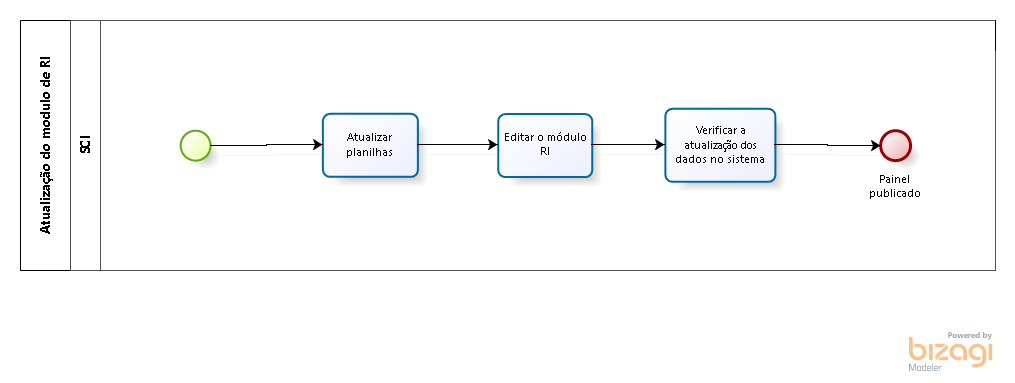 Atualização do modulo de RI
SCI
Atualizar
planilhas
Editar o módulo
RI
Verificar a
atualização dos
dados no sistema
Painel
publicado
Powered by
bizagi
Modeler